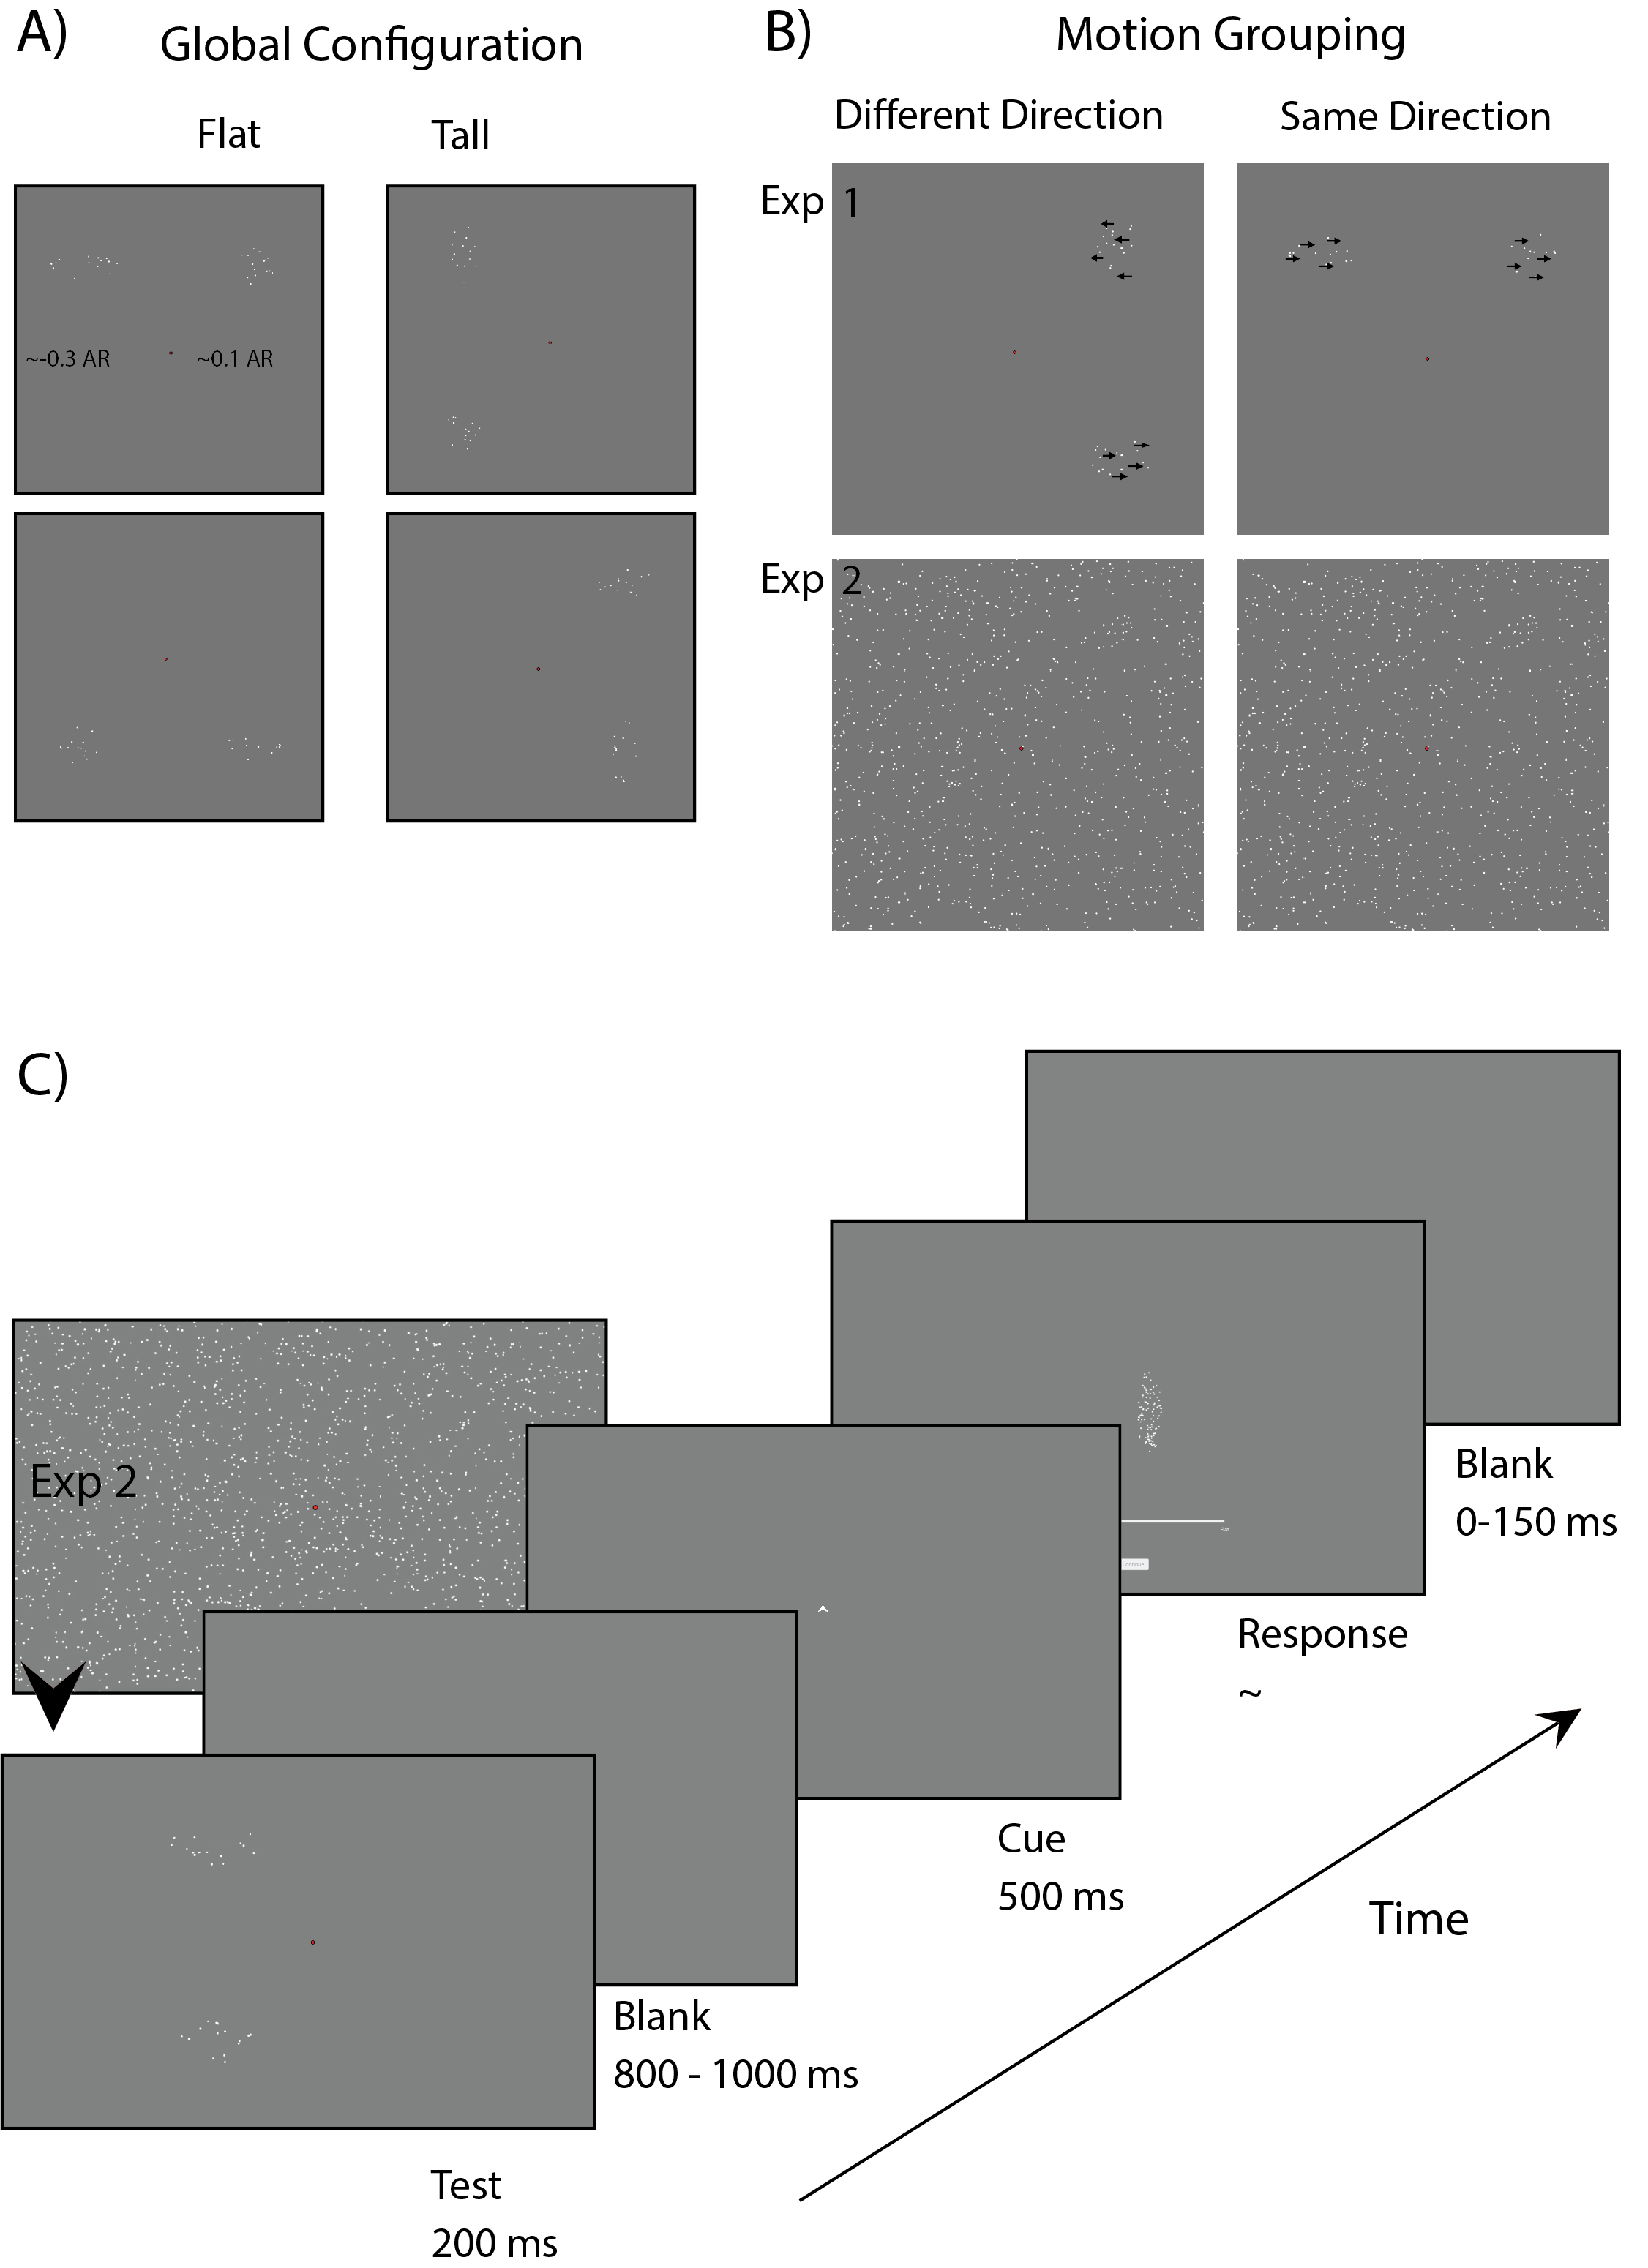 A)
Global Configuration
Flat
Tall
~-0.3 AR
~0.1 AR
B)
Motion Grouping
Different Direction
Same Direction
Exp 1
Exp 2
C)
Exp 2
Flat
Continue
Blank
0-150 ms
Response
~
Cue
500 ms
Time
Blank
800 - 1000 ms
Test
200 ms